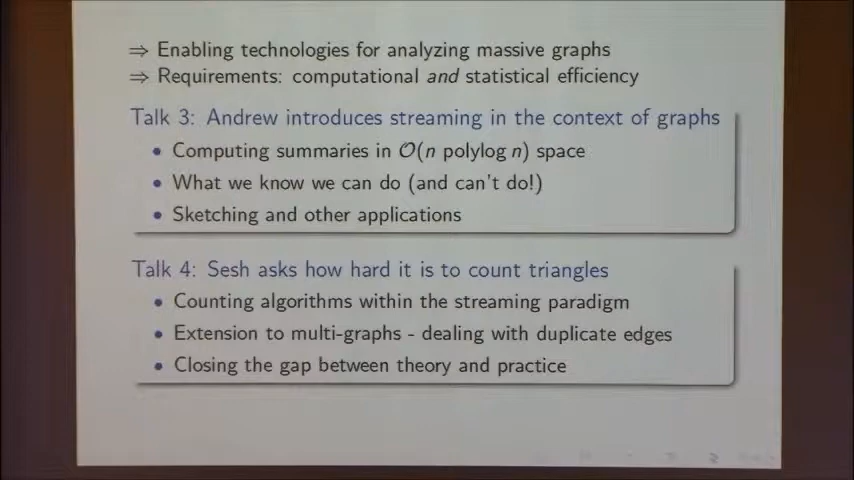 ⇒ Enabling technologies for analyzing massive graphs
⇒ Requirements: computational and statistical efficiency
Talk 3: Andrew introduces streaming in the context of graphs
• Computing summaries in O(n polylog n) space
• What we know we can do (and can't do!)
• Sketching and other applications
Talk 4: Sesh asks how hard it is to count triangles
• Counting algorithms within the streaming paradigm
• Extension to multi-graphs - dealing with duplicate edges
• Closing the gap between theory and practice